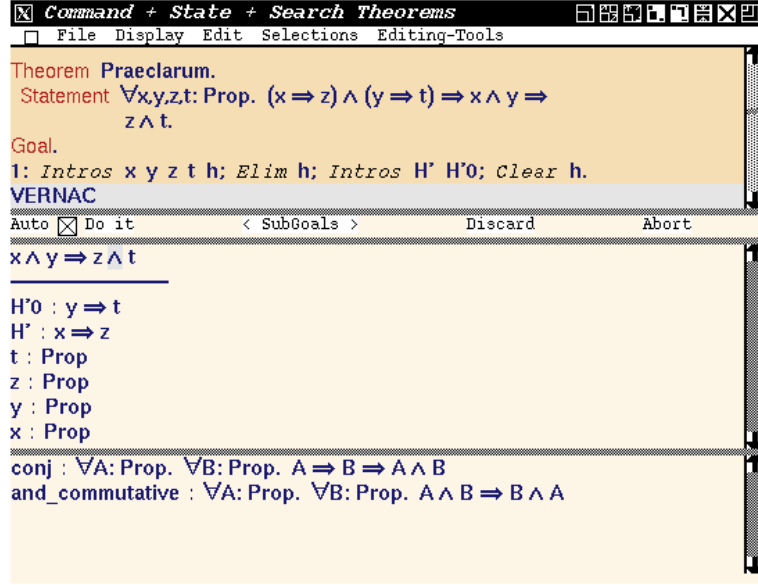 Command + State + Search Theorems
File Display Edit Selections Editing-Tools
Theorem Praeclarum.
Statement ∀x,y,z,t: Prop. (x ⇒ z) ∧ (y ⇒ t) ⇒ x ∧ y ⇒
z ∧ t.
Goal.
1: Intros x y z t h; Elim h; Intros H' H'0; Clear h.
VERNAC
Auto Do it < SubGoals > Discard Abort
x ∧ y ⇒ z ∧ t
H'0 : y ⇒ t
H' : x ⇒ z
t : Prop
z : Prop
y : Prop
x : Prop
conj : ∀A: Prop. ∀B: Prop. A ⇒ B ⇒ A ∧ B
and_commutative : ∀A: Prop. ∀B: Prop. A ∧ B ⇒ B ∧ A